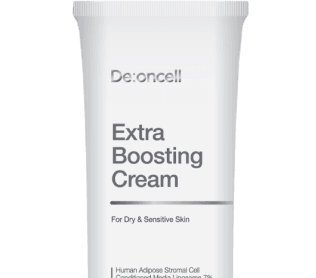 De:oncell
Extra
Boosting
Cream
For Dry & Sensitive Skin
Human Adipose Stromal Cell
Conditioned Media Liposome 7%